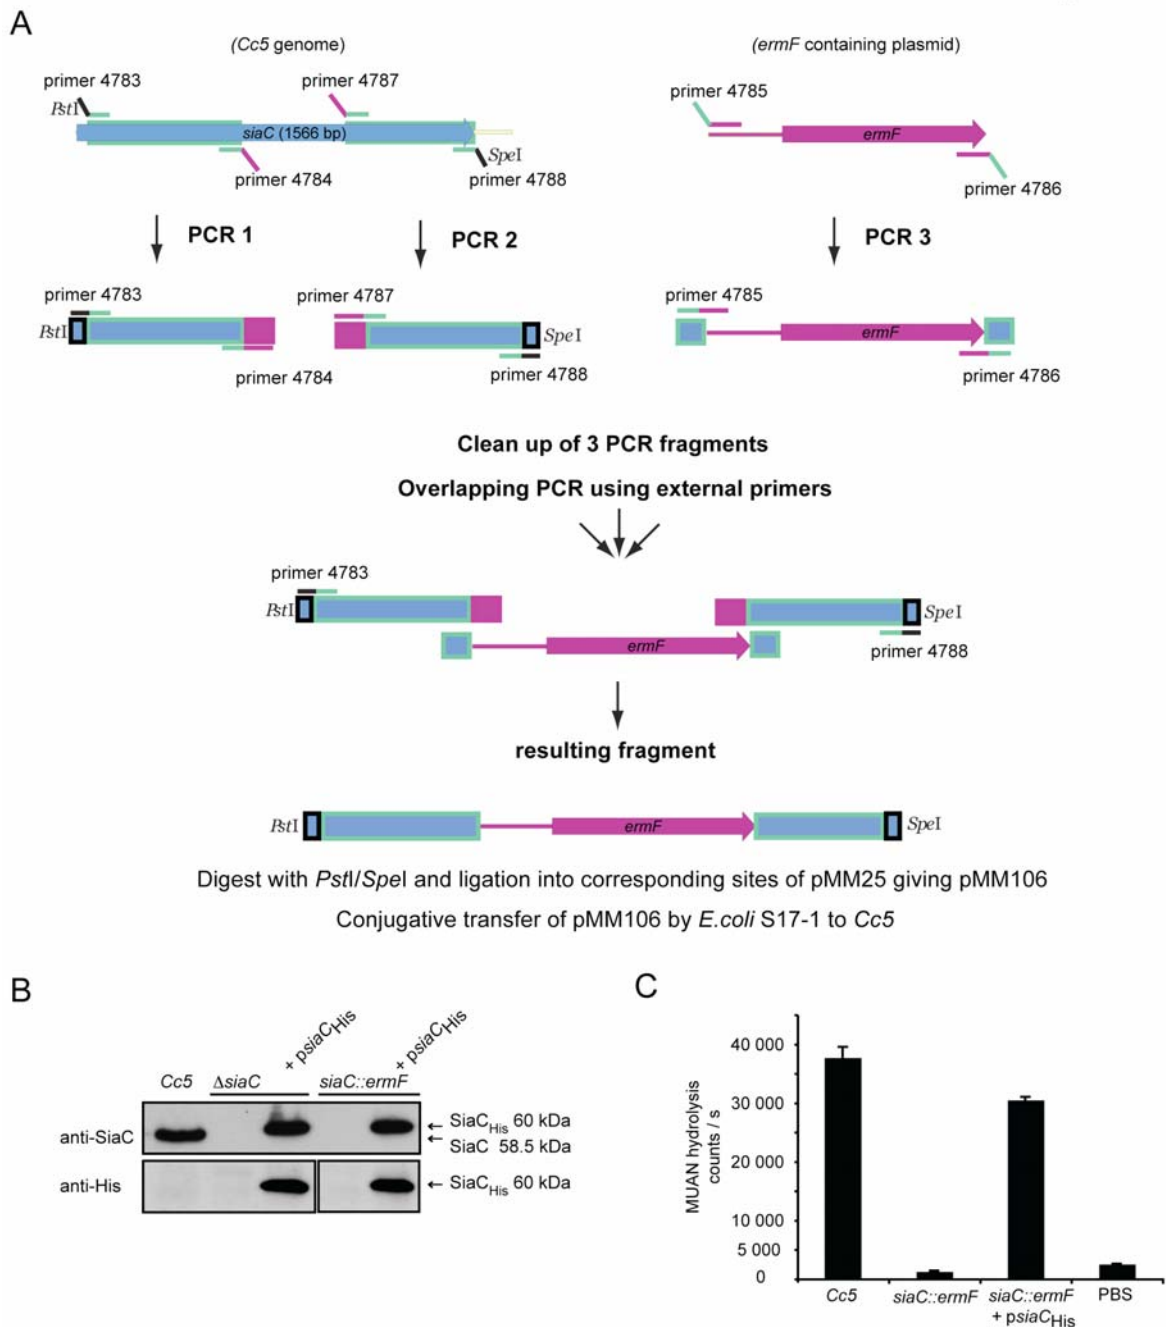 A
(Cc5 genome)
(ermF containing plasmid)
primer 4783
primer 4787
PstI
siaC (1566 bp)
SpeI
primer 4784
primer 4788
primer 4785
ermF
primer 4786
PCR 1
PCR 2
PCR 3
primer 4783
PstI
primer 4784
primer 4787
SpeI
primer 4788
primer 4785
ermF
primer 4786
Clean up of 3 PCR fragments
Overlapping PCR using external primers
primer 4783
PstI
SpeI
ermF
primer 4788
resulting fragment
PstI
ermF
SpeI
Digest with PstI/SpeI and ligation into corresponding sites of pMM25 giving pMM106
Conjugative transfer of pMM106 by E.coli S17-1 to Cc5
B
Cc5
ΔsiaC
+ psiaCHis
siaC::ermF
+ psiaCHis
anti-SiaC
SiaCHis 60 kDa
SiaC 58.5 kDa
anti-His
SiaCHis 60 kDa
C
MUAN hydrolysis
counts / s
40 000
30 000
20 000
10 000
5 000
0
Cc5
siaC::ermF
siaC::ermF
+ psiaCHis
PBS